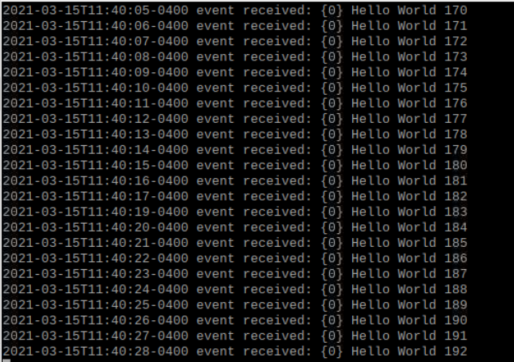 2021-03-15T11:40:05-0400 event received: {0} Hello World 170
2021-03-15T11:40:06-0400 event received: {0} Hello World 171
2021-03-15T11:40:07-0400 event received: {0} Hello World 172
2021-03-15T11:40:08-0400 event received: {0} Hello World 173
2021-03-15T11:40:09-0400 event received: {0} Hello World 174
2021-03-15T11:40:10-0400 event received: {0} Hello World 175
2021-03-15T11:40:11-0400 event received: {0} Hello World 176
2021-03-15T11:40:12-0400 event received: {0} Hello World 177
2021-03-15T11:40:13-0400 event received: {0} Hello World 178
2021-03-15T11:40:14-0400 event received: {0} Hello World 179
2021-03-15T11:40:15-0400 event received: {0} Hello World 180
2021-03-15T11:40:16-0400 event received: {0} Hello World 181
2021-03-15T11:40:17-0400 event received: {0} Hello World 182
2021-03-15T11:40:19-0400 event received: {0} Hello World 183
2021-03-15T11:40:20-0400 event received: {0} Hello World 184
2021-03-15T11:40:21-0400 event received: {0} Hello World 185
2021-03-15T11:40:22-0400 event received: {0} Hello World 186
2021-03-15T11:40:23-0400 event received: {0} Hello World 187
2021-03-15T11:40:24-0400 event received: {0} Hello World 188
2021-03-15T11:40:25-0400 event received: {0} Hello World 189
2021-03-15T11:40:26-0400 event received: {0} Hello World 190
2021-03-15T11:40:27-0400 event received: {0} Hello World 191
2021-03-15T11:40:28-0400 event received: {0} Hello World 192